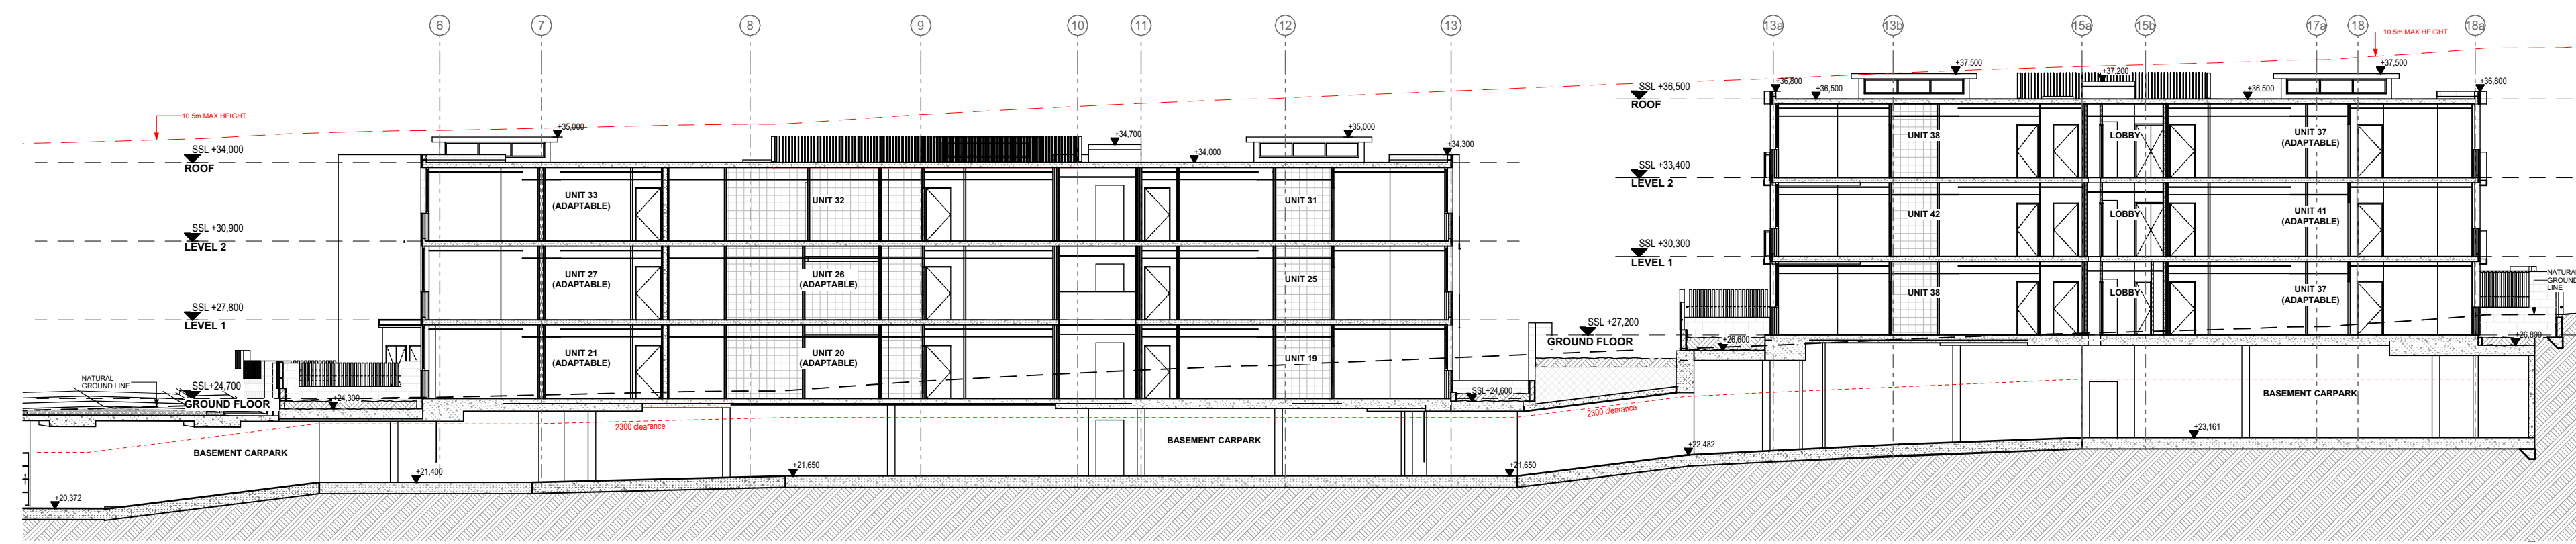 6 7 8 9 10 11 12 13 13a 13b 15a 15b 17a 18 18a
10.5m MAX HEIGHT
10.5m MAX HEIGHT
SSL +34,000
ROOF
SSL +30,900
LEVEL 2
SSL +27,800
LEVEL 1
SSL+24,700
GROUND FLOOR
NATURAL
GROUND LINE
+24,300
+35,000
+34,700
+34,000
+35,000
+34,300
UNIT 33
(ADAPTABLE)
UNIT 32
UNIT 31
UNIT 27
(ADAPTABLE)
UNIT 26
(ADAPTABLE)
UNIT 25
UNIT 21
(ADAPTABLE)
UNIT 20
(ADAPTABLE)
UNIT 19
SSL+24,600
2300 clearance
BASEMENT CARPARK
BASEMENT CARPARK
+20,372
+21,400
+21,650
+21,650
SSL +36,500
ROOF
SSL +33,400
LEVEL 2
SSL +30,300
LEVEL 1
SSL +27,200
GROUND FLOOR
+36,800
+36,500
+37,500
+37,200
+36,500
+37,500
+36,800
UNIT 38
LOBBY
UNIT 37
(ADAPTABLE)
UNIT 42
LOBBY
UNIT 41
(ADAPTABLE)
UNIT 38
LOBBY
UNIT 37
(ADAPTABLE)
NATURAL
GROUND
LINE
+26,600
+26,800
2300 clearance
BASEMENT CARPARK
+22,482
+23,161